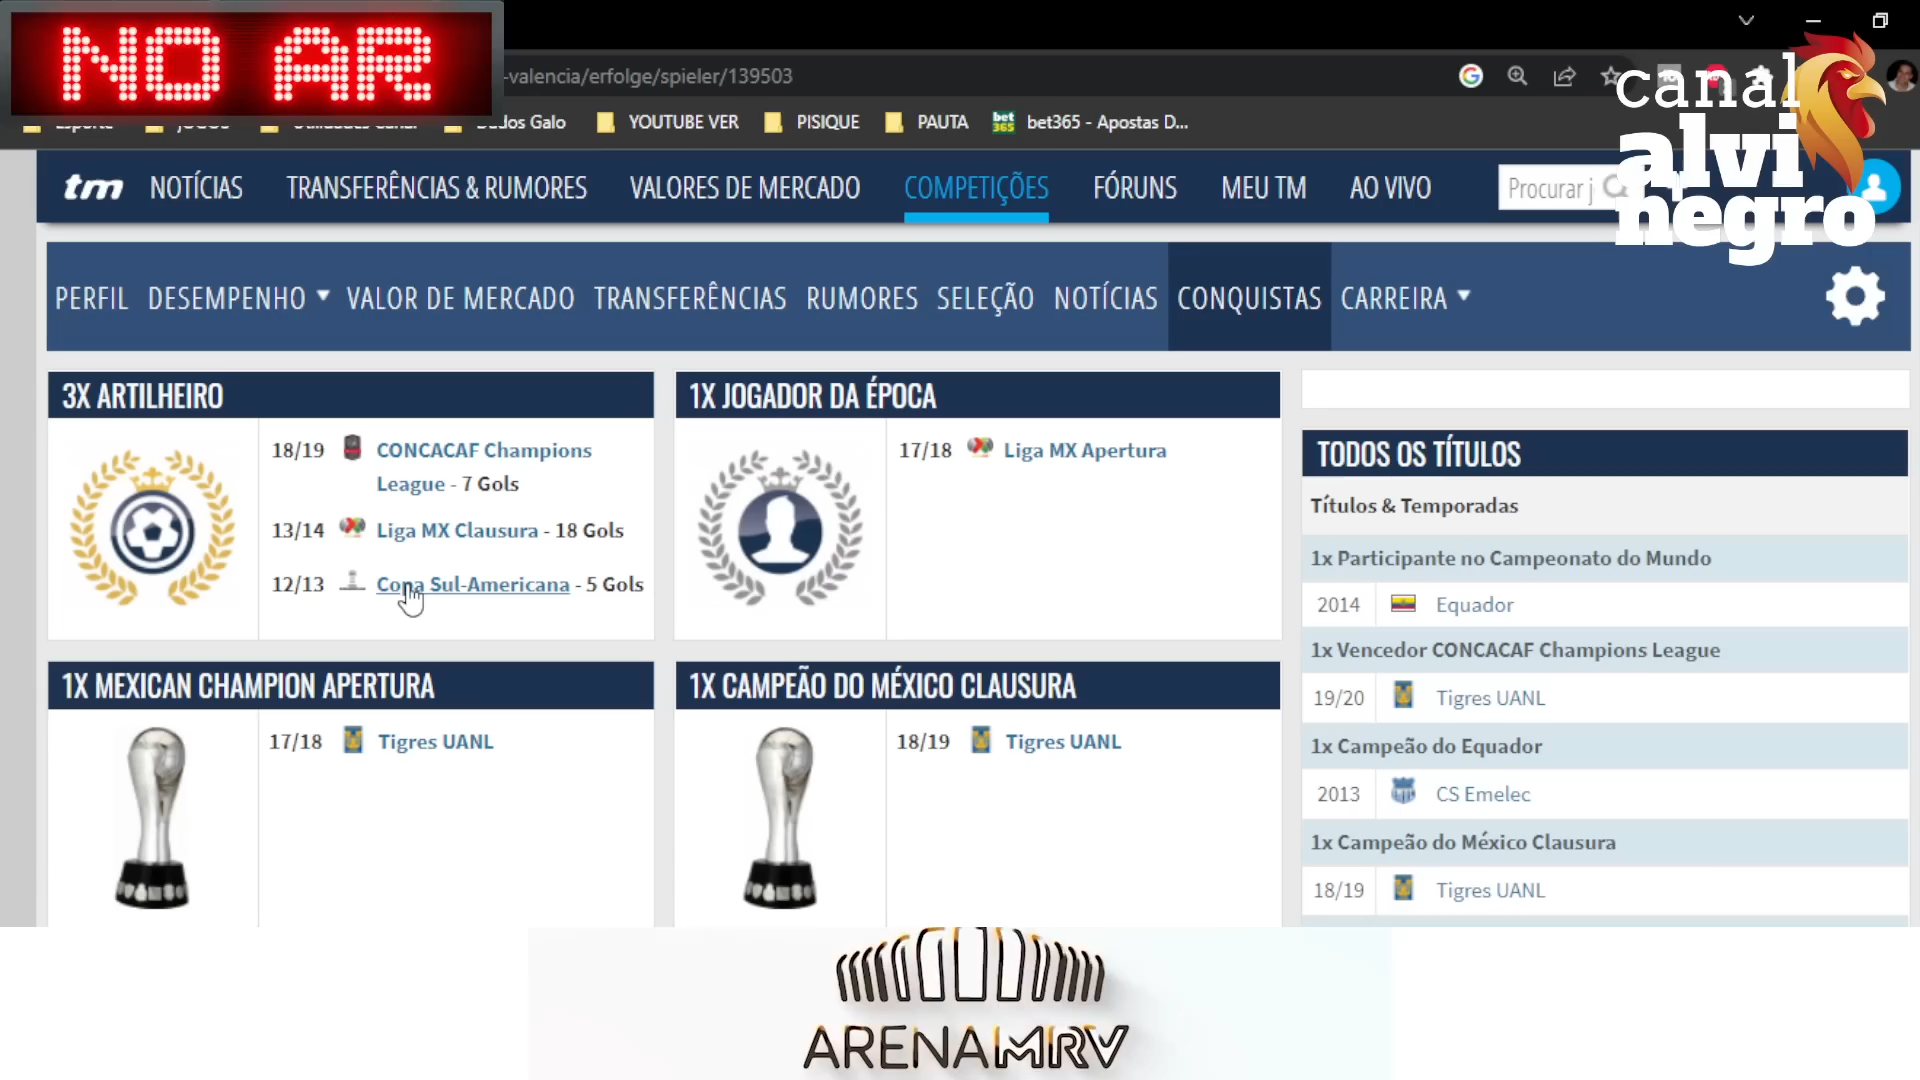 NO AR
-valencia/erfolge/spieler/139503
canal
alvi
negro
Dados Galo YOUTUBE VER PISIQUE PAUTA bet365 bet365 - Apostas D...
tm NOTÍCIAS TRANSFERÊNCIAS & RUMORES VALORES DE MERCADO COMPETIÇÕES FÓRUNS MEU TM AO VIVO Procurar j
PERFIL DESEMPENHO VALOR DE MERCADO TRANSFERÊNCIAS RUMORES SELEÇÃO NOTÍCIAS CONQUISTAS CARREIRA
3X ARTILHEIRO
18/19 CONCACAF Champions
League - 7 Gols
13/14 Liga MX Clausura - 18 Gols
12/13 Copa Sul-Americana - 5 Gols
1X JOGADOR DA ÉPOCA
17/18 Liga MX Apertura
1X MEXICAN CHAMPION APERTURA
17/18 Tigres UANL
1X CAMPEÃO DO MÉXICO CLAUSURA
18/19 Tigres UANL
TODOS OS TÍTULOS
Títulos & Temporadas
1x Participante no Campeonato do Mundo
2014 Equador
1x Vencedor CONCACAF Champions League
19/20 Tigres UANL
1x Campeão do Equador
2013 CS Emelec
1x Campeão do México Clausura
18/19 Tigres UANL
ARENAMRV